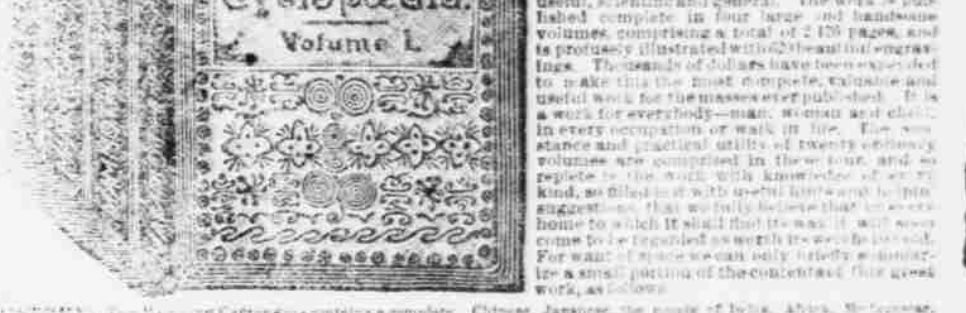 Cyclopædia.
Volume I.
useful, scientific and general. The work is pub-
lished complete in four large and handsome
volumes, comprising a total of 2,176 pages, and
is profusely illustrated with beautiful engrav-
ings. Thousands of dollars have been expended
to make this the most complete, valuable and
useful work for the masses ever published. It is
a work for everybody—man, woman and child,
in every occupation or walk in life. The sub-
stance and practical utility of twenty ordinary
volumes are comprised in these four, and so
replete is the work with knowledge of every
kind, so filled is it with useful hints and helpful
suggestions, that we fully believe that in every
home to which it shall find its way it will soon
come to be regarded as worth its weight in gold.
For want of space we can only briefly summar-
ize a small portion of the contents of this great
work, as follows
Chinese, Japanese, the people of India, Africa,